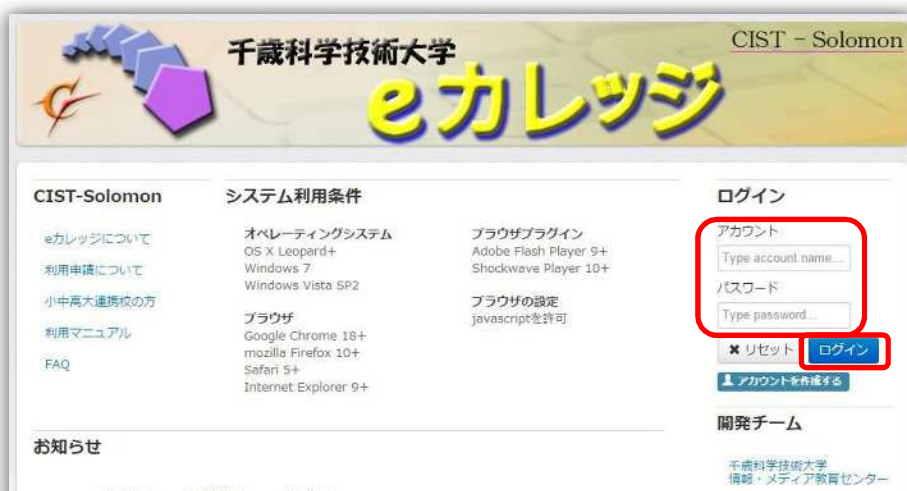 千歳科学技術大学
eカレッジ
CIST - Solomon
CIST-Solomon
eカレッジについて
利用申請について
小中高大連携校の方
利用マニュアル
FAQ
システム利用条件
オペレーティングシステム
OS X Leopard+
Windows 7
Windows Vista SP2
ブラウザ
Google Chrome 18+
mozilla Firefox 10+
Safari 5+
Internet Explorer 9+
ブラウザプラグイン
Adobe Flash Player 9+
Shockwave Player 10+
ブラウザの設定
javascriptを許可
お知らせ
ログイン
アカウント
Type account name...
パスワード
Type password...
リセット
ログイン
アカウントを作成する
開発チーム
千歳科学技術大学
情報・メディア教育センター